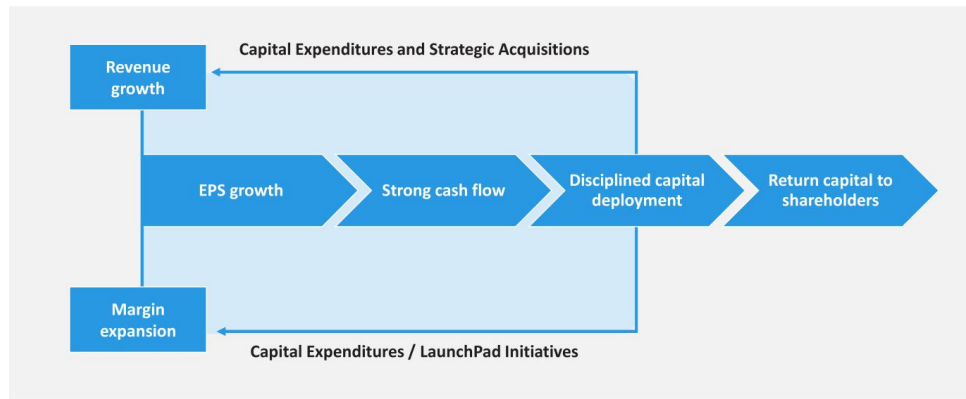 Capital Expenditures and Strategic Acquisitions
Revenue
growth
EPS growth
Strong cash flow
Disciplined capital
deployment
Return capital to
shareholders
Margin
expansion
Capital Expenditures / LaunchPad Initiatives